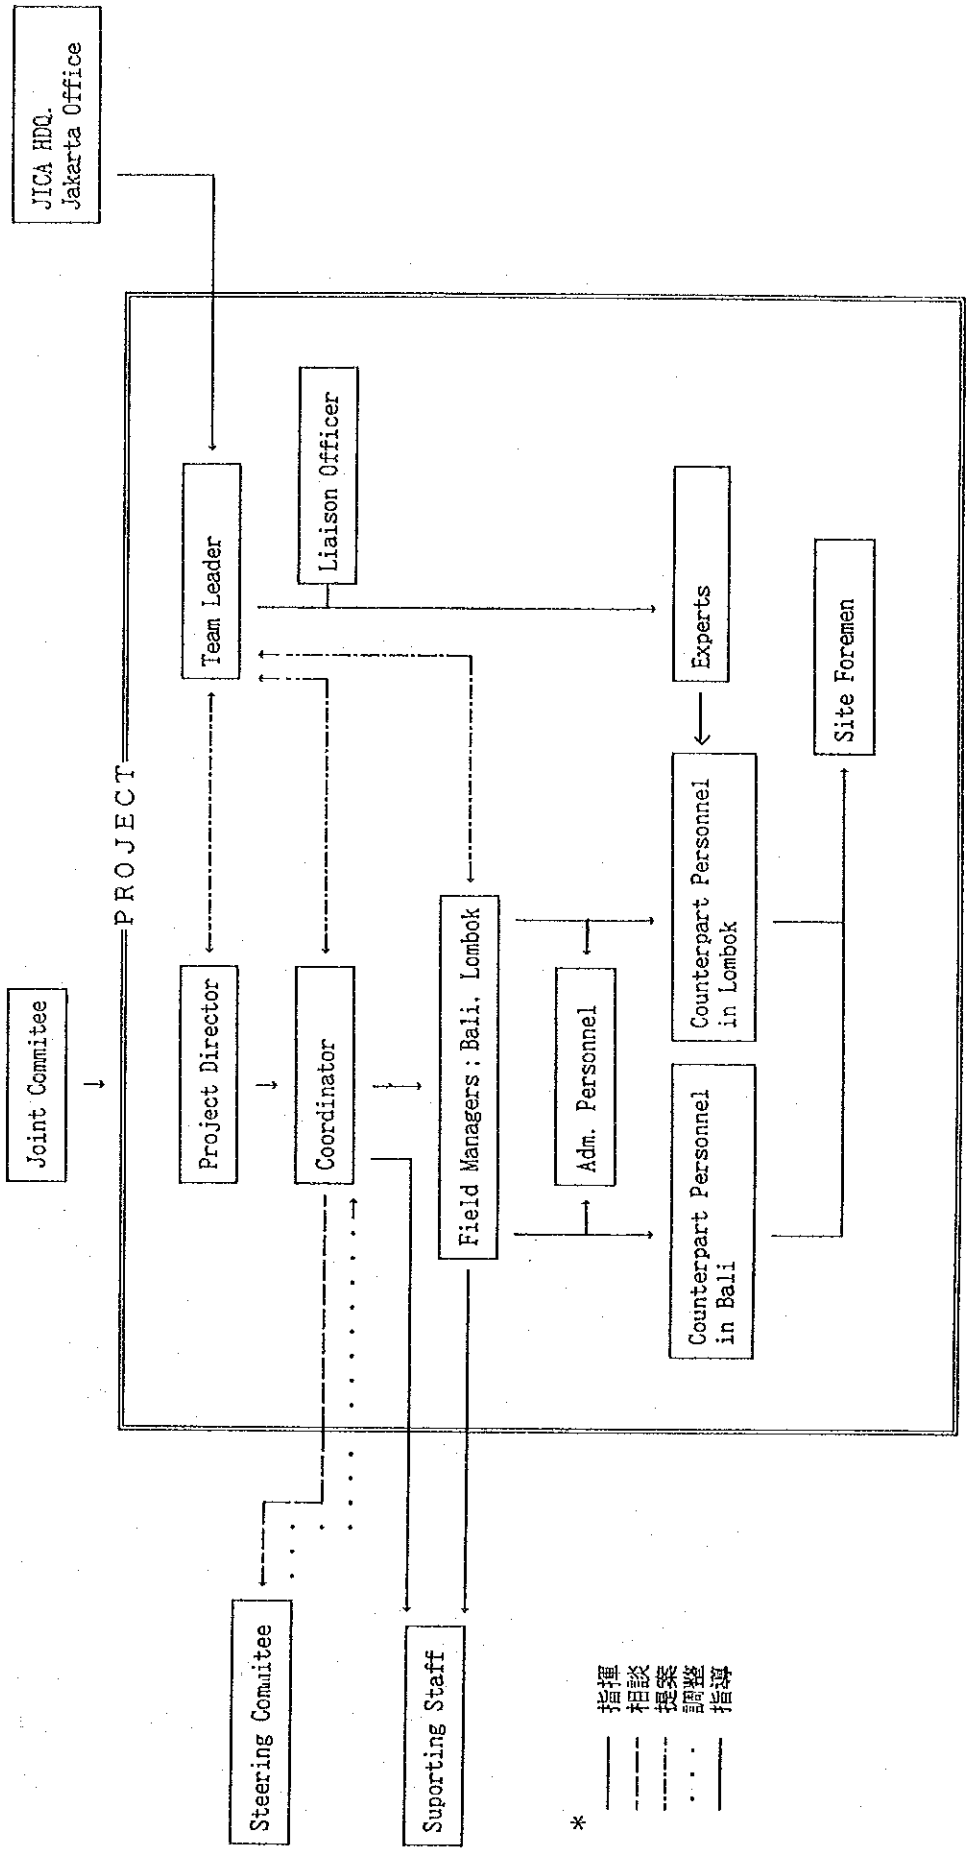 Joint Commitee
JICA HDQ.
Jakarta Office
PROJECT
Project Director
Team Leader
Steering Commitee
Coordinator
Liaison Officer
Suporting Staff
Field Managers : Bali. Lombok
Adm. Personnel
Counterpart Personnel
in Bali
Counterpart Personnel
in Lombok
Experts
Site Foremen
*
指揮
相談
提案
調整
指導